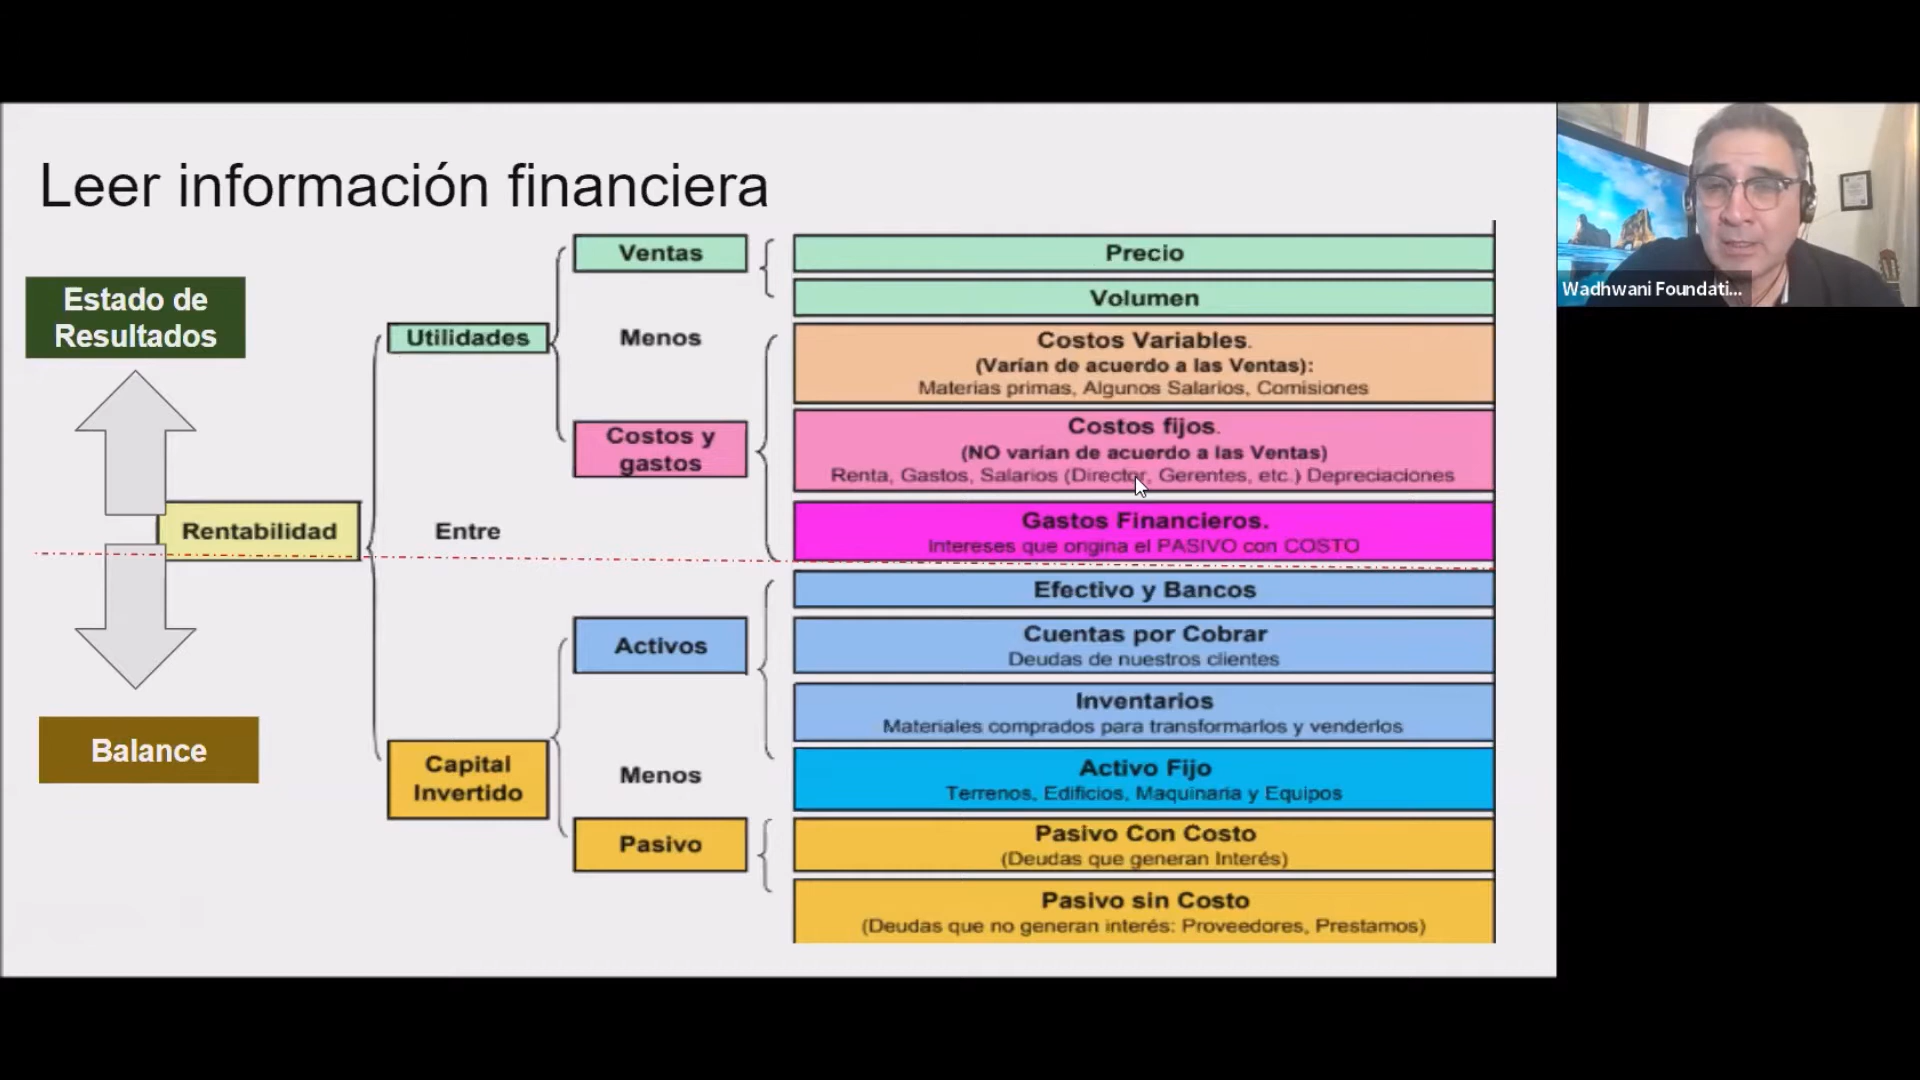 Leer información financiera
Estado de
Resultados
Balance
Rentabilidad
Utilidades
Entre
Capital
Invertido
Ventas
Menos
Costos y
gastos
Activos
Menos
Pasivo
Precio
Volumen
Costos Variables.
(Varían de acuerdo a las Ventas):
Materias primas, Algunos Salarios, Comisiones
Costos fijos.
(NO varían de acuerdo a las Ventas)
Renta, Gastos, Salarios (Director, Gerentes, etc.) Depreciaciones
Gastos Financieros.
Intereses que origina el PASIVO con COSTO
Efectivo y Bancos
Cuentas por Cobrar
Deudas de nuestros clientes
Inventarios
Materiales comprados para transformarlos y venderlos
Activo Fijo
Terrenos, Edificios, Maquinaria y Equipos
Pasivo Con Costo
(Deudas que generan Interés)
Pasivo sin Costo
(Deudas que no generan interés: Proveedores, Prestamos)
Wadhwani Foundati...